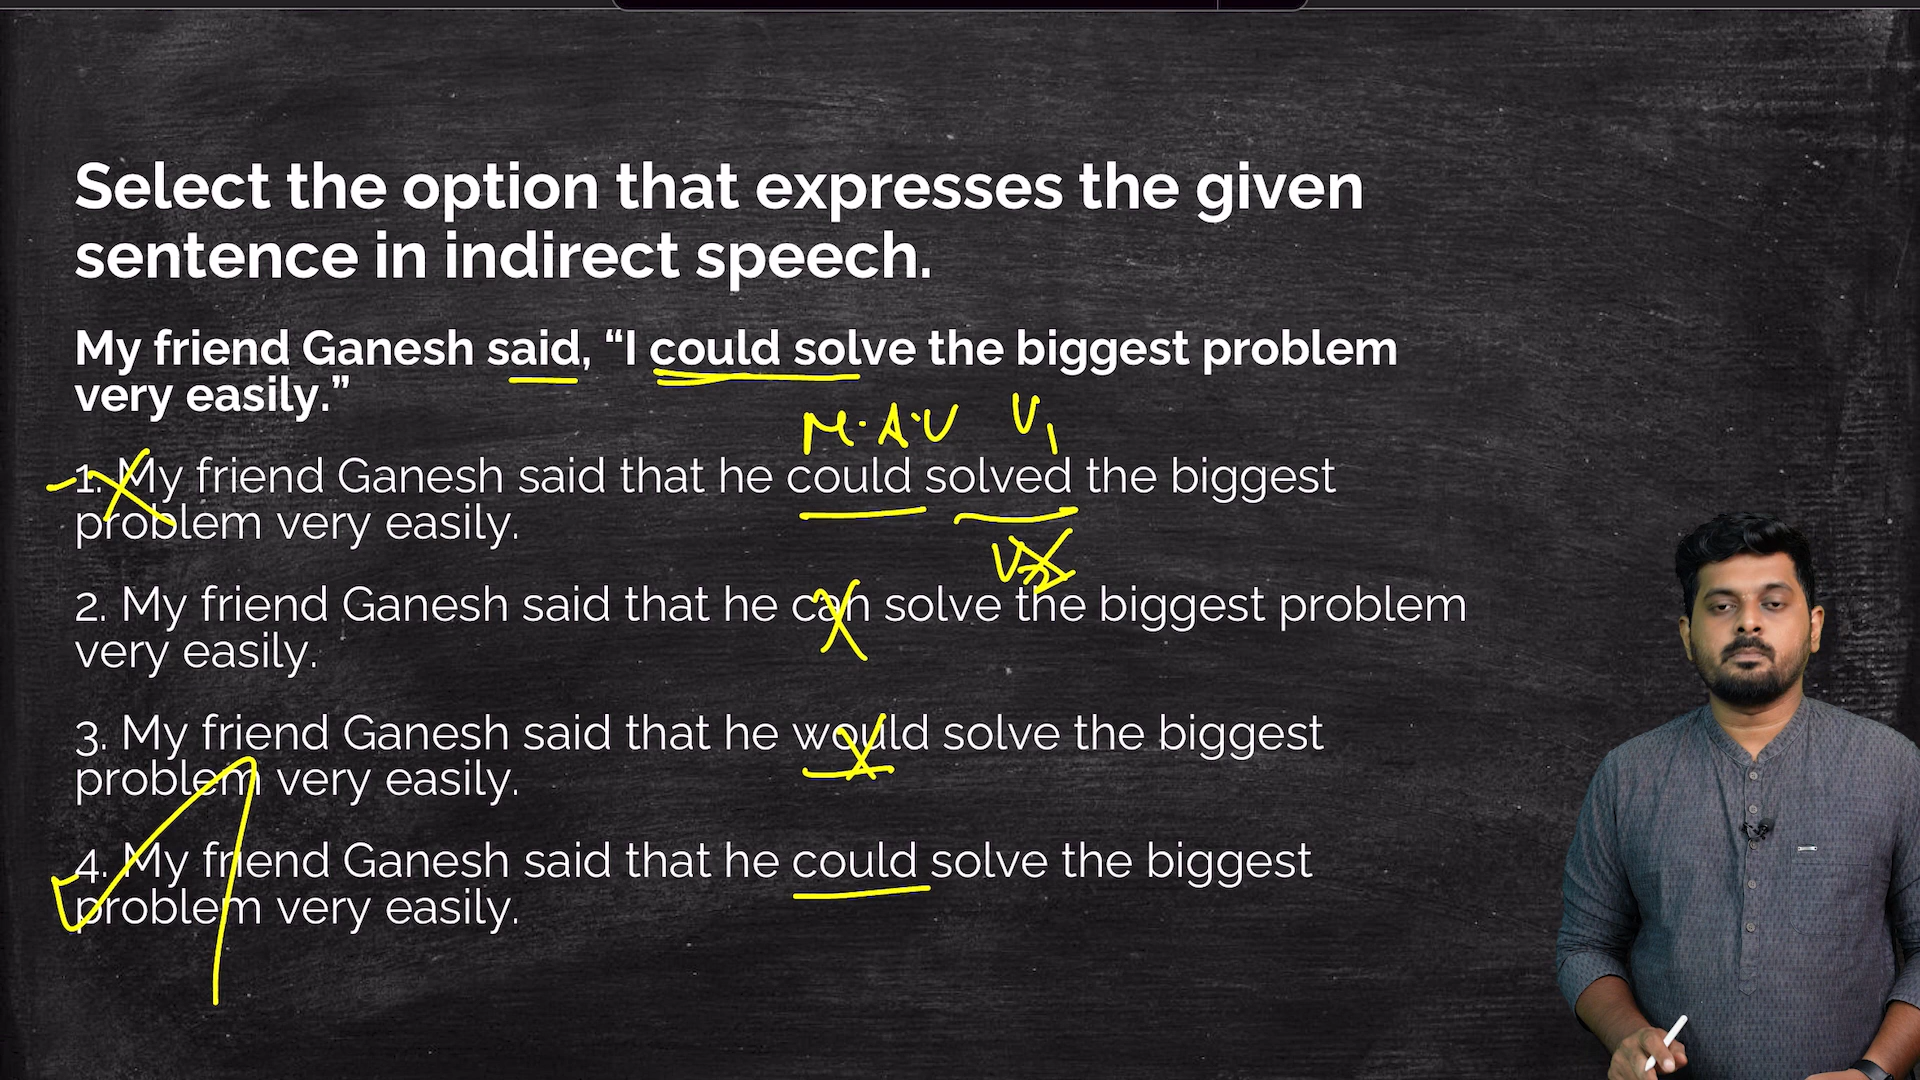 Select the option that expresses the given
sentence in indirect speech.
My friend Ganesh said, “I could solve the biggest problem
very easily.”
M.A.V V1
1. My friend Ganesh said that he could solved the biggest
problem very easily.
2. My friend Ganesh said that he can solve the biggest problem
very easily.
3. My friend Ganesh said that he would solve the biggest
problem very easily.
4. My friend Ganesh said that he could solve the biggest
problem very easily.